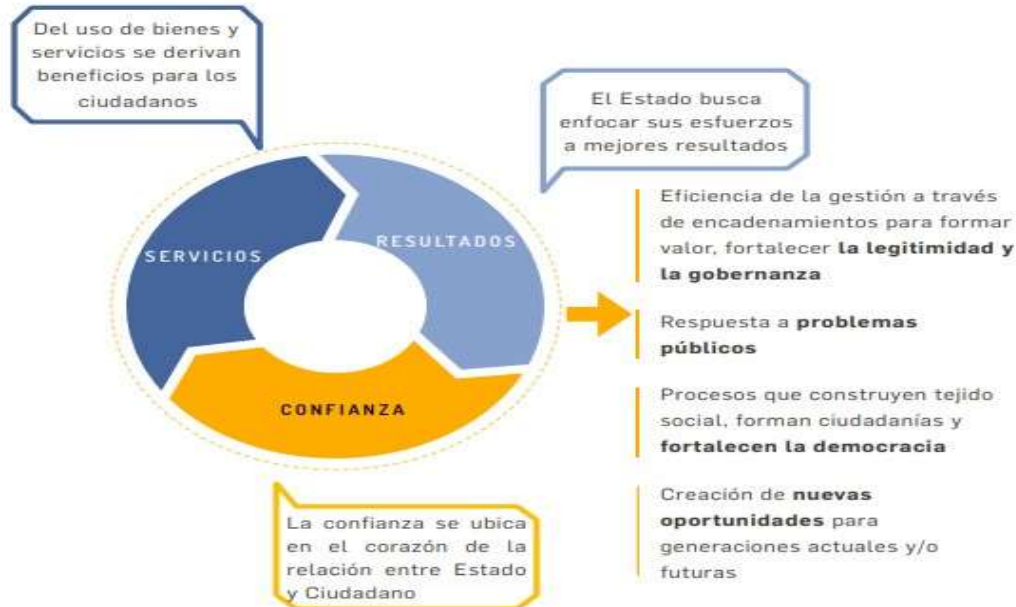 Del uso de bienes y
servicios se derivan
beneficios para los
ciudadanos
El Estado busca
enfocar sus esfuerzos
a mejores resultados
SERVICIOS
RESULTADOS
CONFIANZA
La confianza se ubica
en el corazón de la
relación entre Estado
y Ciudadano
Eficiencia de la gestión a través
de encadenamientos para formar
valor, fortalecer la legitimidad y
la gobernanza
Respuesta a problemas
públicos
Procesos que construyen tejido
social, forman ciudadanías y
fortalecen la democracia
Creación de nuevas
oportunidades para
generaciones actuales y/o
futuras